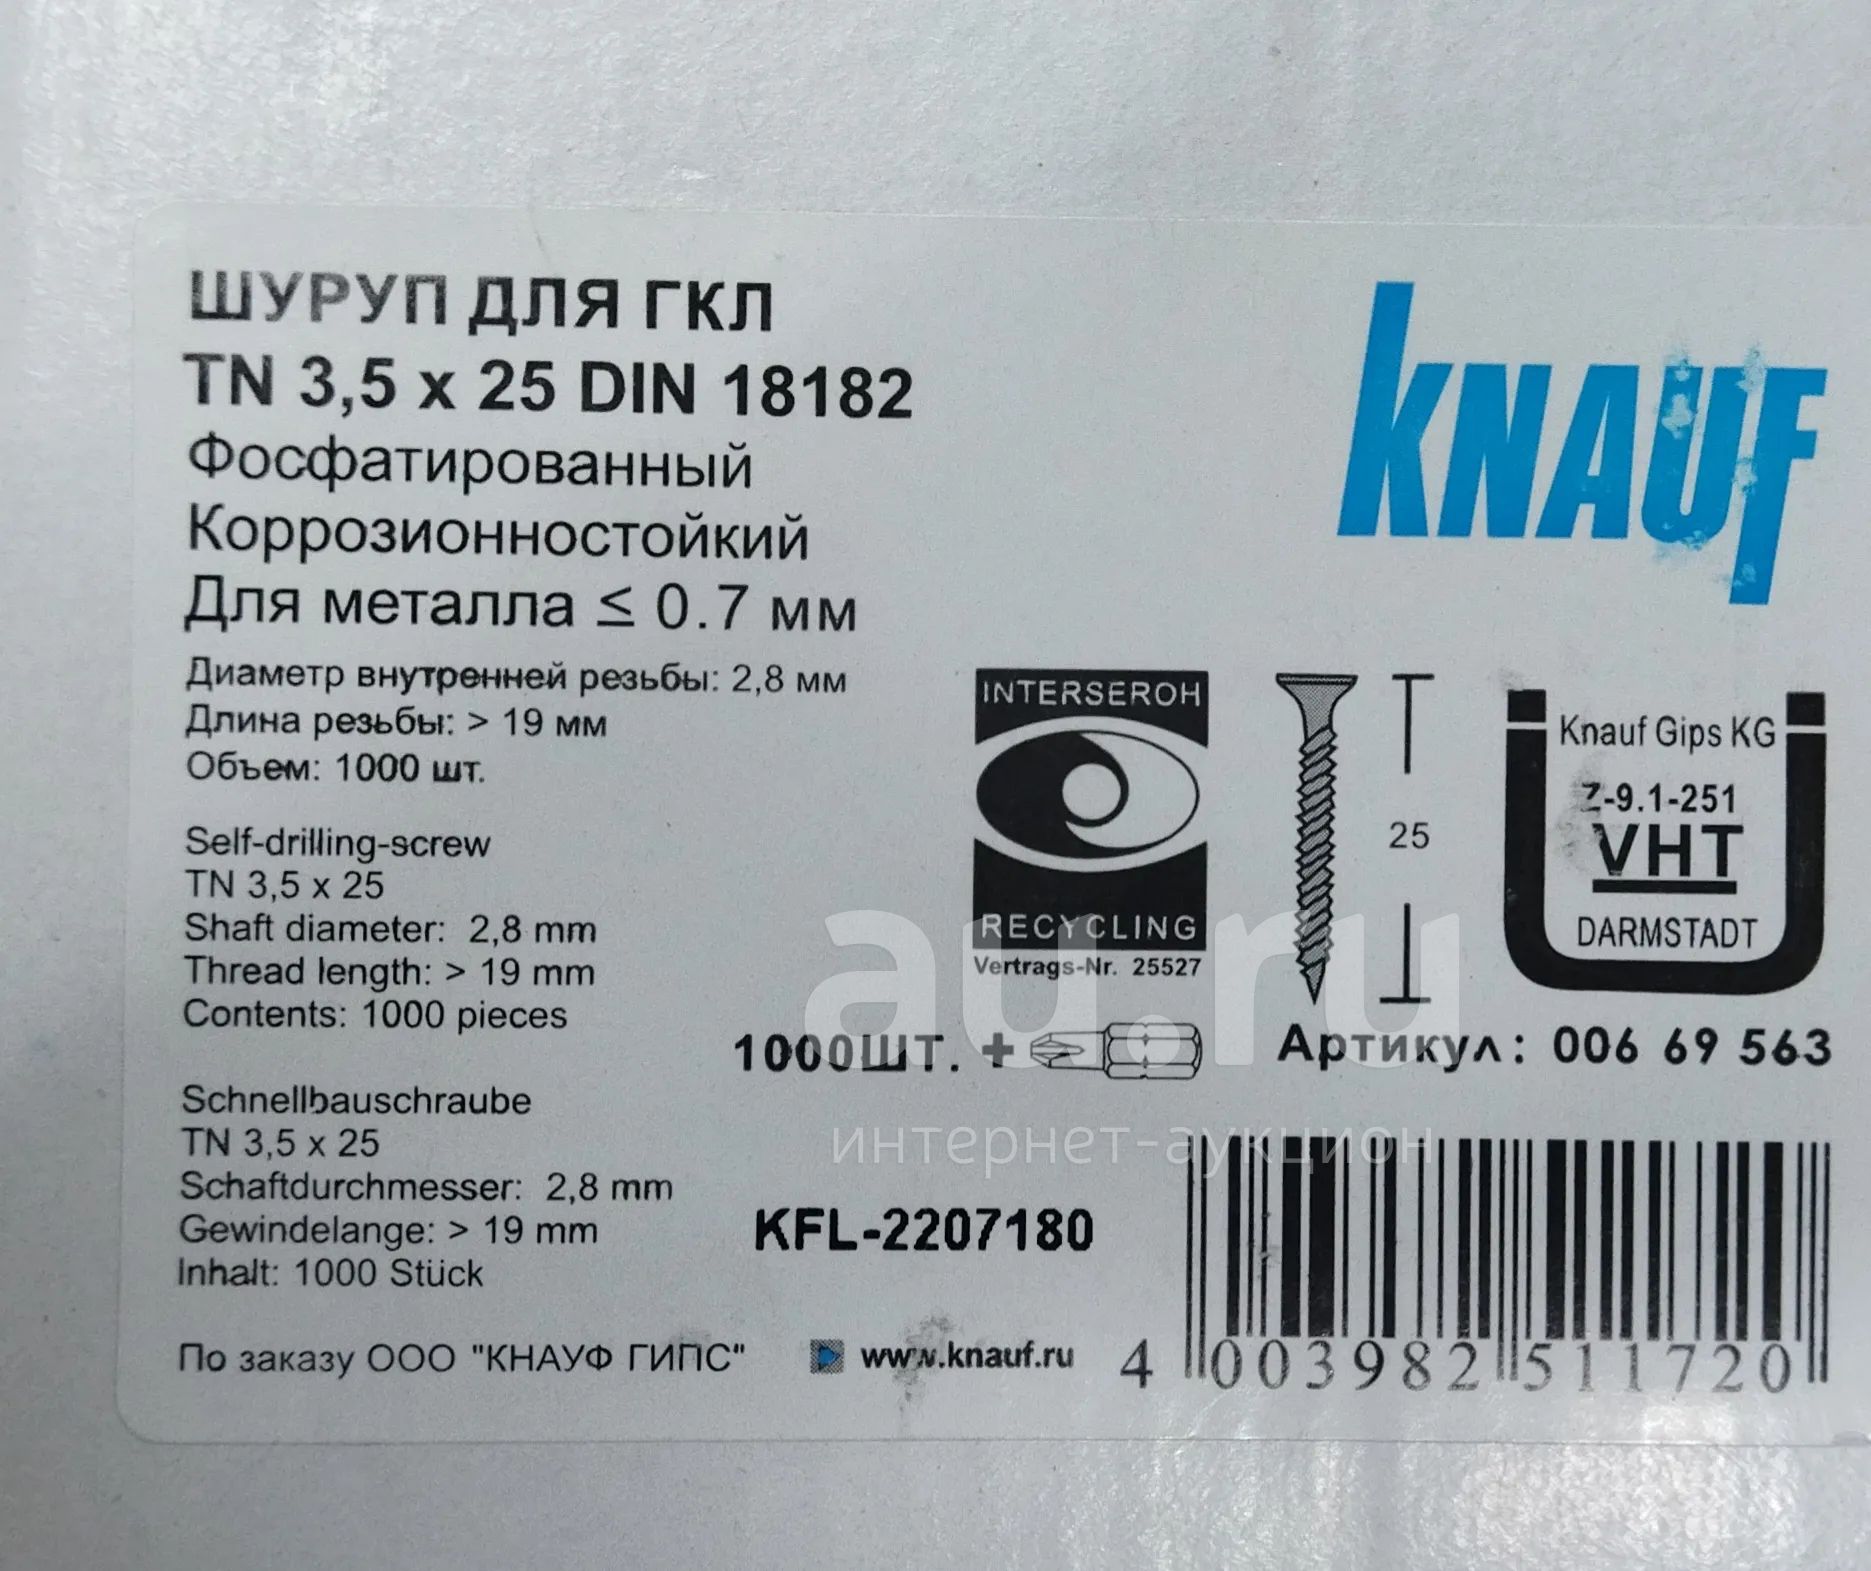 ШУРУП ДЛЯ ГКЛ
TN 3,5 x 25 DIN 18182
Фосфатированный
Коррозионностойкий
Для металла ≤ 0.7 мм
Диаметр внутренней резьбы: 2,8 мм
Длина резьбы: > 19 мм
Объем: 1000 шт.
Self-drilling-screw
TN 3,5 x 25
Shaft diameter: 2,8 mm
Thread length: > 19 mm
Contents: 1000 pieces
Schnellbauschraube
TN 3,5 x 25
Schaftdurchmesser: 2,8 mm
Gewindelange: > 19 mm
Inhalt: 1000 Stück
По заказу ООО "КНАУФ ГИПС"
www.knauf.ru
KNAUF
INTERSEROH
RECYCLING
Vertrags-Nr. 25527
25
Knauf Gips KG
Z-9.1-251
VHT
DARMSTADT
1000ШТ. +
Артикул: 006 69 563
KFL-2207180
4 003982 511720
au.ru
интернет-аукцион